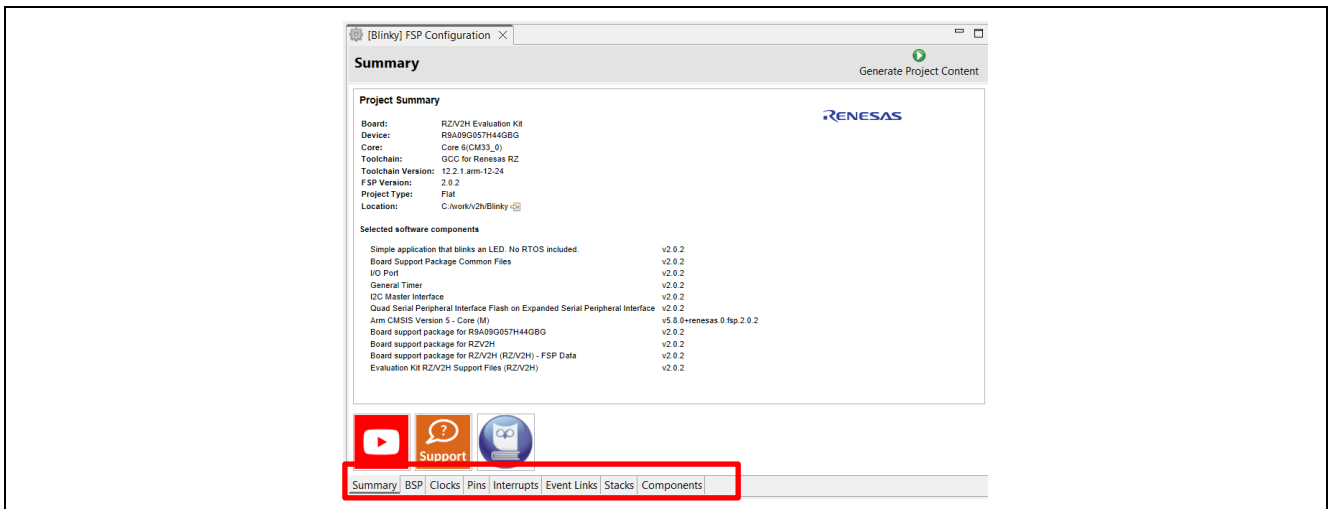 [Blinky] FSP Configuration
Summary
Generate Project Content
Project Summary
RENESAS
Board: RZ/V2H Evaluation Kit
Device: R9A09G057H44GBG
Core: Core 6(CM33_0)
Toolchain: GCC for Renesas RZ
Toolchain Version: 12.2.1.arm-12-24
FSP Version: 2.0.2
Project Type: Flat
Location: C:/work/v2h/Blinky
Selected software components
Simple application that blinks an LED. No RTOS included. v2.0.2
Board Support Package Common Files v2.0.2
I/O Port v2.0.2
General Timer v2.0.2
I2C Master Interface v2.0.2
Quad Serial Peripheral Interface Flash on Expanded Serial Peripheral Interface v2.0.2
Arm CMSIS Version 5 - Core (M) v5.8.0+renesas.0.fsp.2.0.2
Board support package for R9A09G057H44GBG v2.0.2
Board support package for RZV2H v2.0.2
Board support package for RZ/V2H (RZ/V2H) - FSP Data v2.0.2
Evaluation Kit RZ/V2H Support Files (RZ/V2H) v2.0.2
?
Support
Summary BSP Clocks Pins Interrupts Event Links Stacks Components